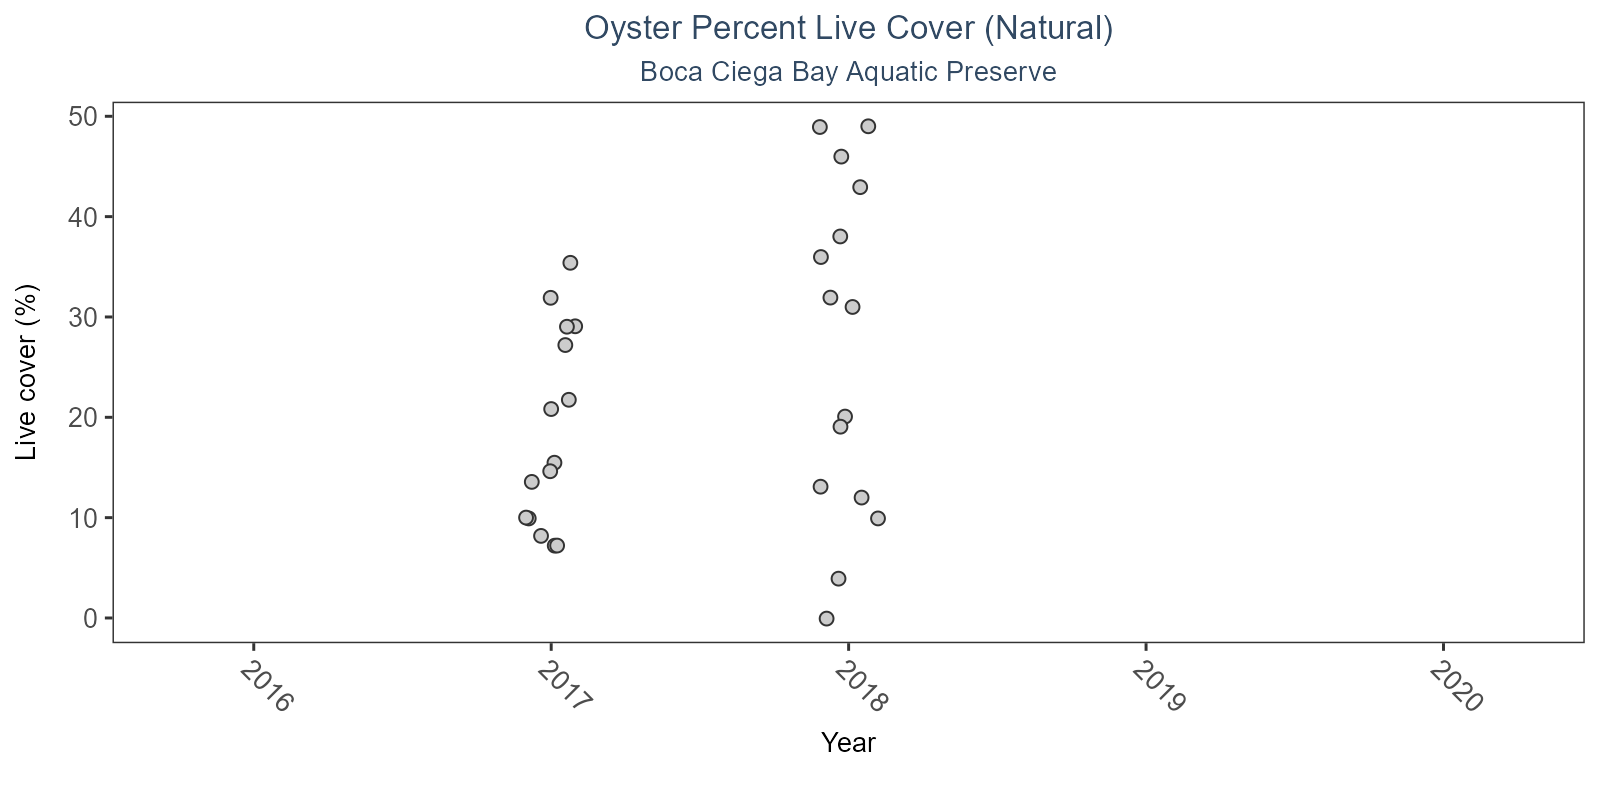 Oyster Percent Live Cover (Natural)
Boca Ciega Bay Aquatic Preserve
50
40
30
20
10
0
Live cover (%)
2016
2017
2018
2019
2020
Year